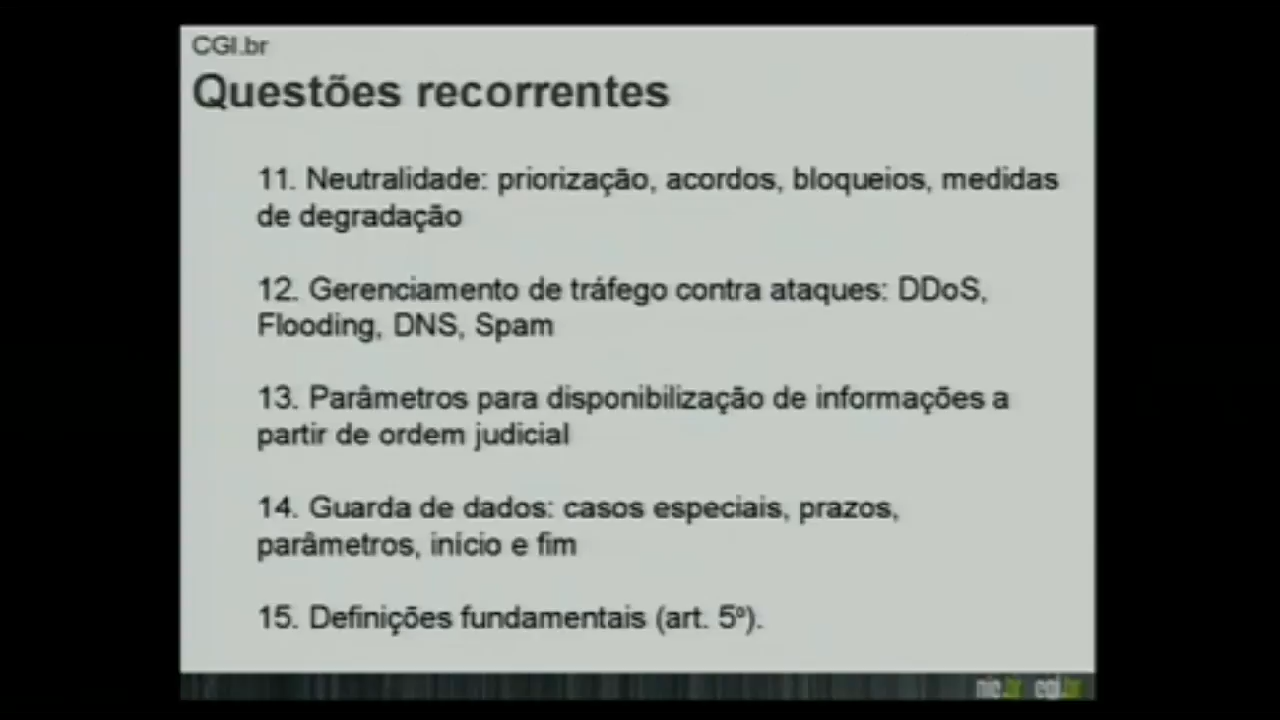 CGI.br
Questões recorrentes
11. Neutralidade: priorização, acordos, bloqueios, medidas
de degradação
12. Gerenciamento de tráfego contra ataques: DDoS,
Flooding, DNS, Spam
13. Parâmetros para disponibilização de informações a
partir de ordem judicial
14. Guarda de dados: casos especiais, prazos,
parâmetros, início e fim
15. Definições fundamentais (art. 5º).
nic.br cgi.br